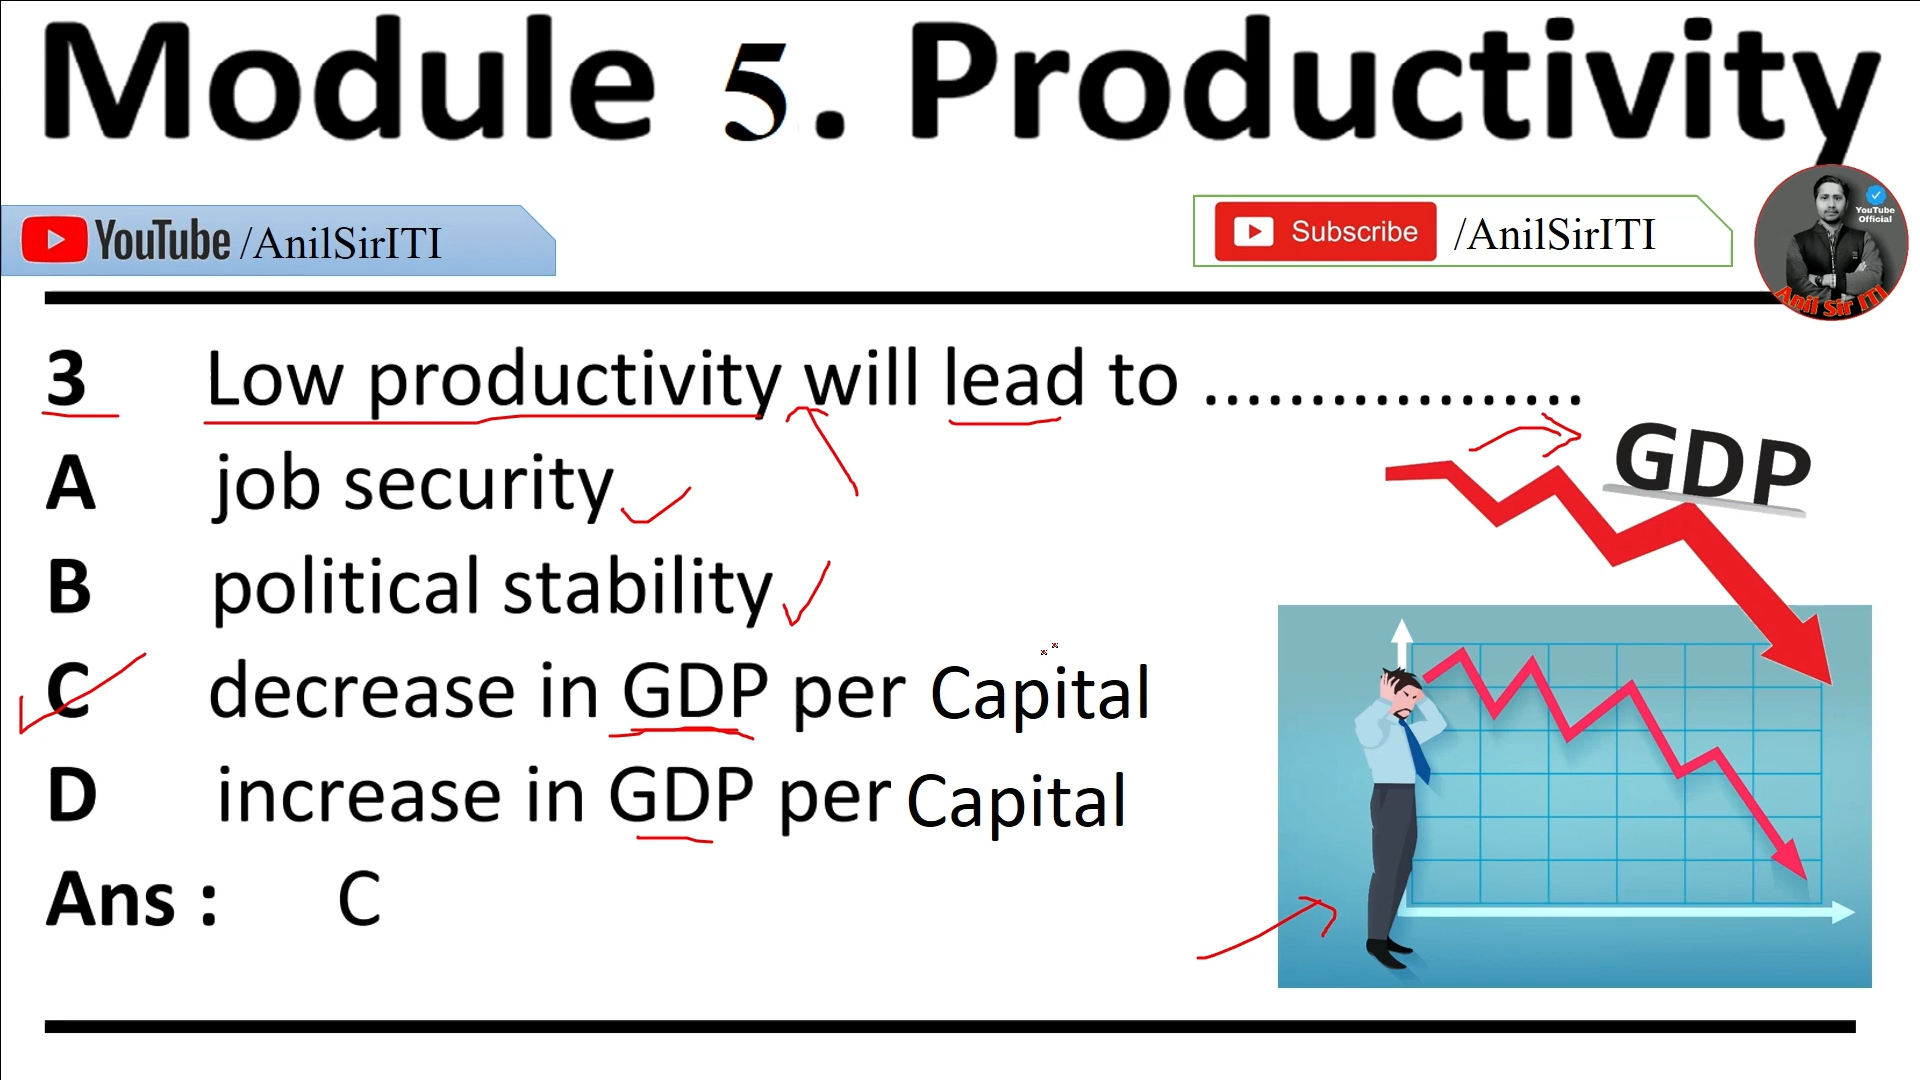 Module 5. Productivity
YouTube /AnilSirITI
Subscribe /AnilSirITI
YouTube
Official
Anil Sir ITI
3 Low productivity will lead to ..................
A job security
B political stability
C decrease in GDP per Capital
D increase in GDP per Capital
Ans : C
GDP